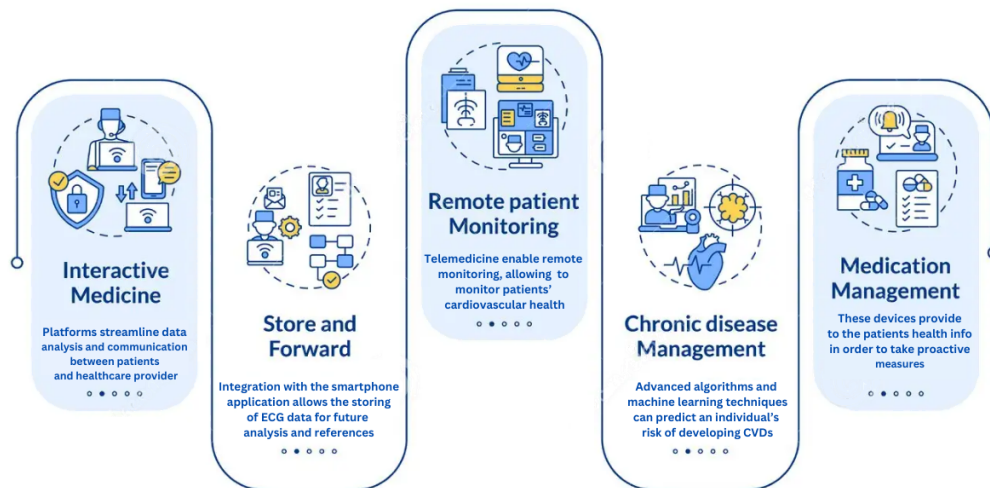 Interactive
Medicine
Platforms streamline data
analysis and communication
between patients
and healthcare provider
Store and
Forward
Integration with the smartphone
application allows the storing
of ECG data for future
analysis and references
Remote patient
Monitoring
Telemedicine enable remote
monitoring, allowing to
monitor patients'
cardiovascular health
Chronic disease
Management
Advanced algorithms and
machine learning techniques
can predict an individual's
risk of developing CVDs
Medication
Management
These devices provide
to the patients health info
in order to take proactive
measures